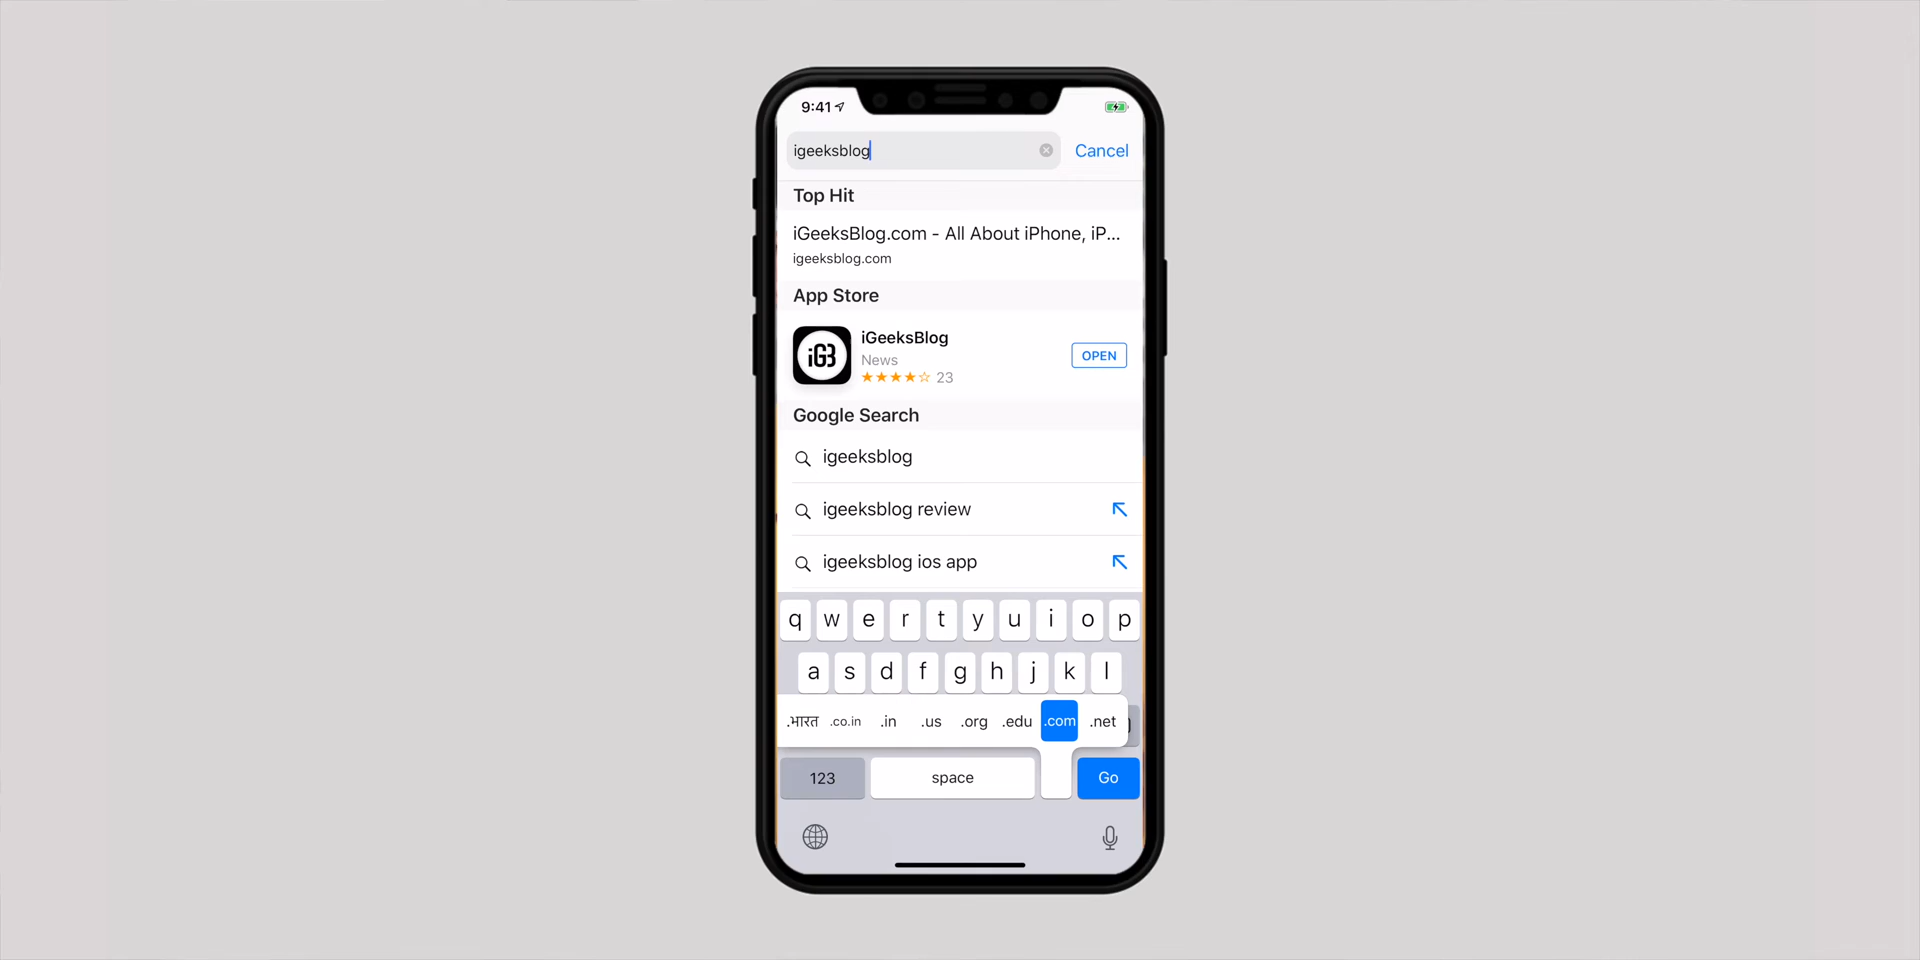 9:41
igeeksblog
Cancel
Top Hit
iGeeksBlog.com - All About iPhone, iP...
igeeksblog.com
App Store
iGB
iGeeksBlog
News
★★★★☆ 23
OPEN
Google Search
igeeksblog
igeeksblog review
igeeksblog ios app
q w e r t y u i o p
a s d f g h j k l
.भारत .co.in .in .us .org .edu .com .net
123 space Go